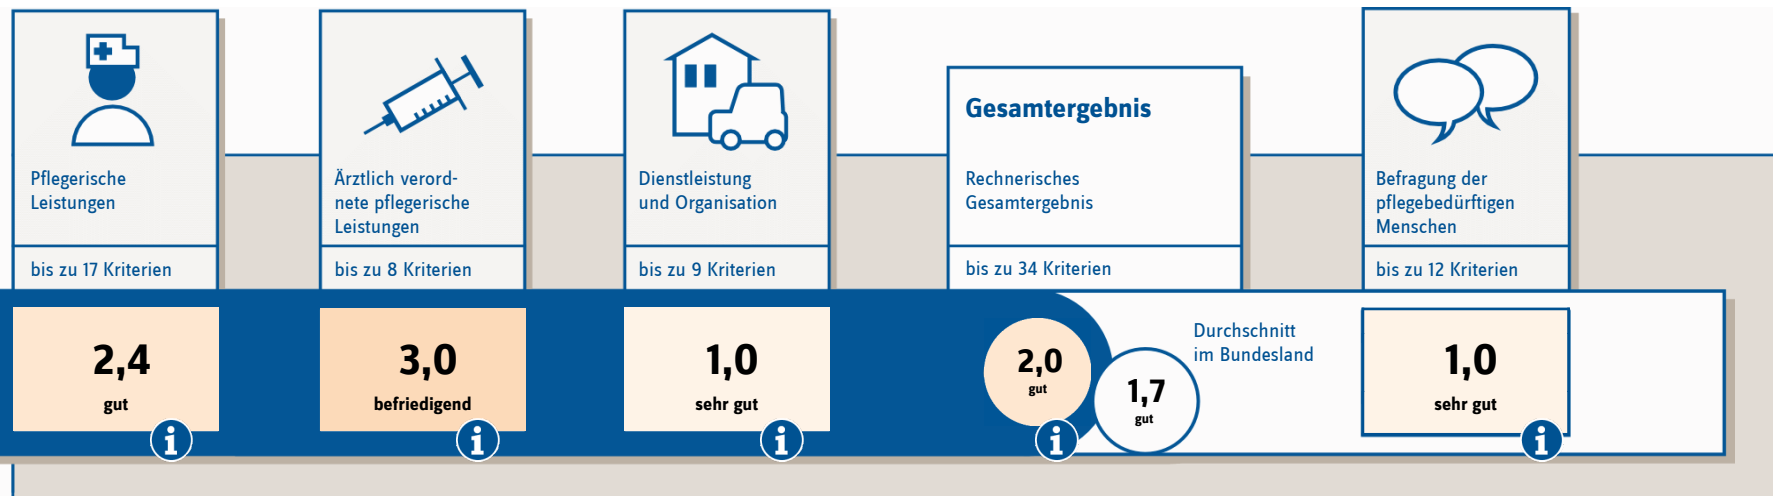 Pflegerische
Leistungen
bis zu 17 Kriterien
2,4
gut
i
Ärztlich verord-
nete pflegerische
Leistungen
bis zu 8 Kriterien
3,0
befriedigend
i
Dienstleistung
und Organisation
bis zu 9 Kriterien
1,0
sehr gut
i
Gesamtergebnis
Rechnerisches
Gesamtergebnis
bis zu 34 Kriterien
2,0
gut
i
1,7
gut
Durchschnitt
im Bundesland
Befragung der
pflegebedürftigen
Menschen
bis zu 12 Kriterien
1,0
sehr gut
i